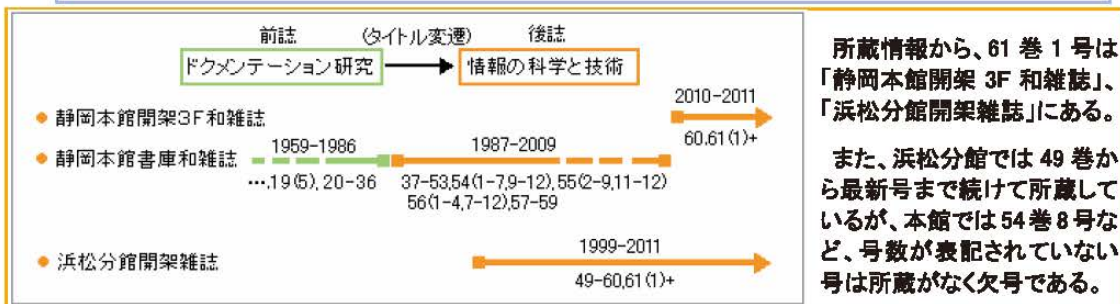 前誌 (タイトル変遷) 後誌
ドクメンテーション研究 情報の科学と技術
静岡本館開架3F和雑誌
2010-2011
60.61(1)+
静岡本館書庫和雑誌
1959-1986
1987-2009
…,19(5),20-36
37-53,54(1-7,9-12),55(2-9,11-12)
56(1-4,7-12),57-59
浜松分館開架雑誌
1999-2011
49-60,61(1)+
所蔵情報から、61 巻 1 号は
「静岡本館開架 3F 和雑誌」、
「浜松分館開架雑誌」にある。
また、浜松分館では 49 巻か
ら最新号まで続けて所蔵して
いるが、本館では 54 巻 8 号な
ど、号数が表記されていない
号は所蔵がなく欠号である。